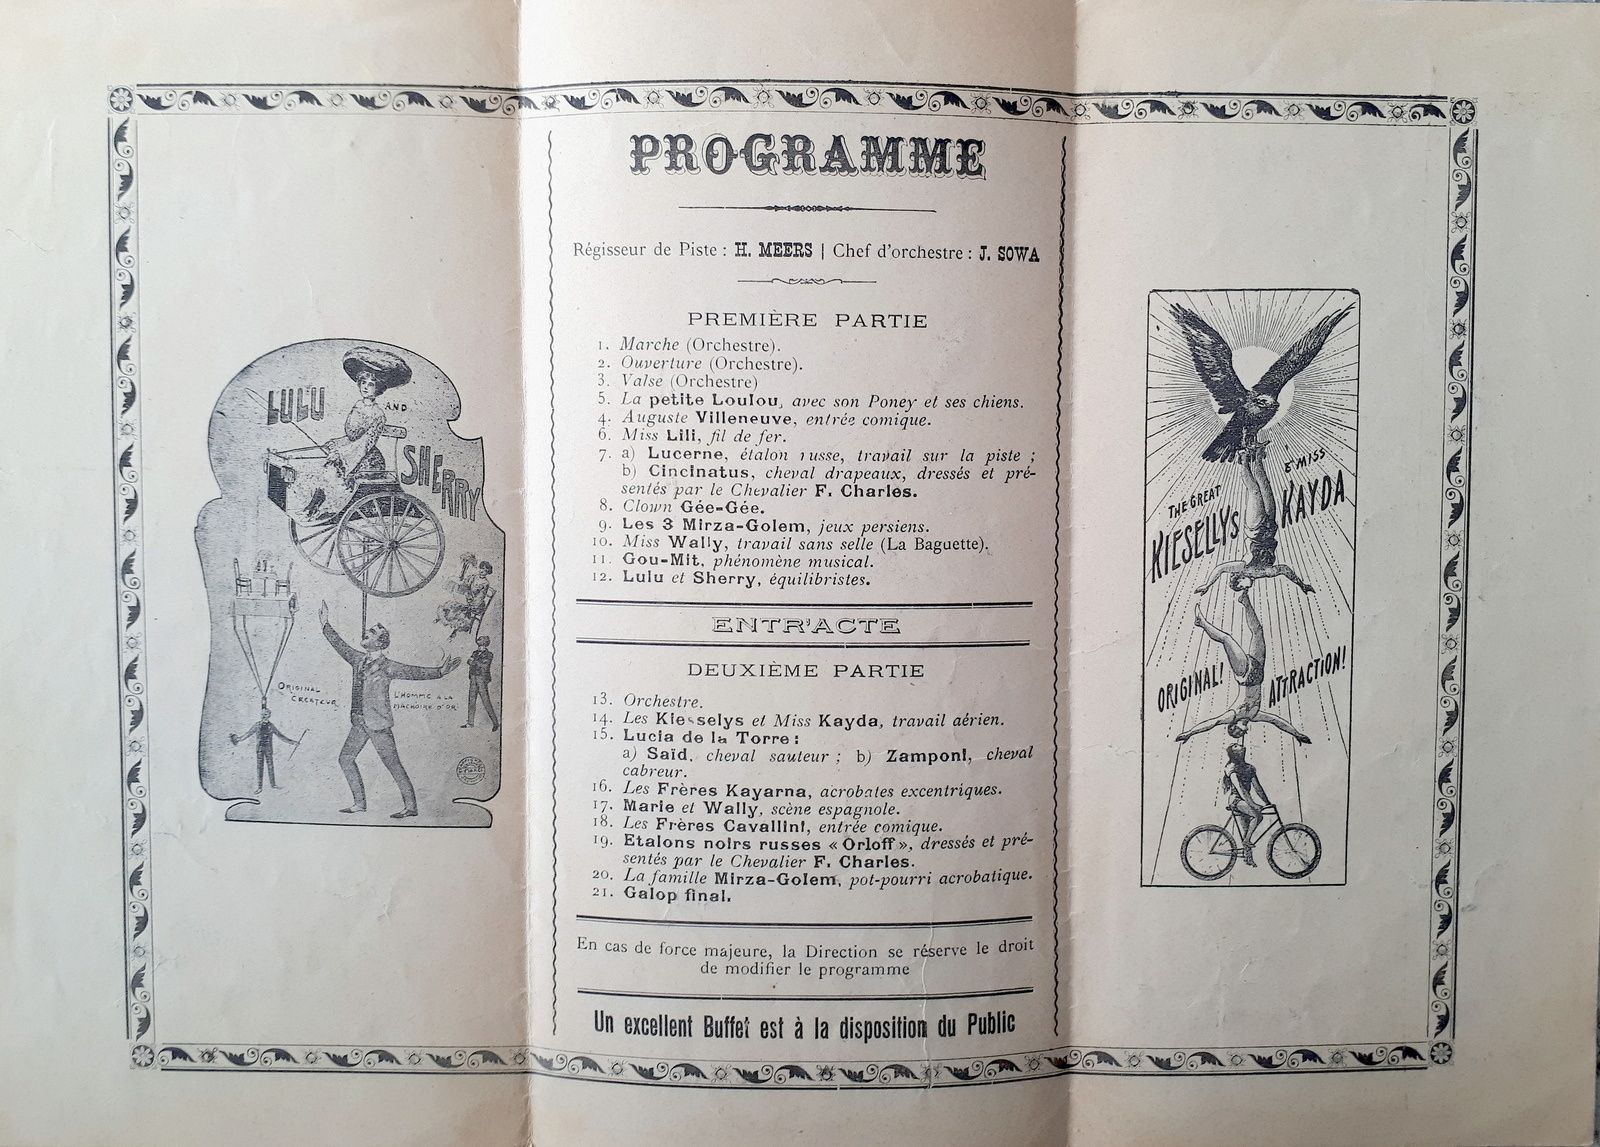 LULU
AND
SHERRY
ORIGINAL
CREATEUR
L'HOMME A LA
MACHOIRE D'OR
PROGRAMME
Régisseur de Piste : H. MEERS | Chef d'orchestre : J. SOWA
PREMIÈRE PARTIE
1. Marche (Orchestre).
2. Ouverture (Orchestre).
3. Valse (Orchestre)
5. La petite Loulou, avec son Poney et ses chiens.
4. Auguste Villeneuve, entrée comique.
6. Miss Lili, fil de fer.
7. a) Lucerne, étalon russe, travail sur la piste ;
b) Cincinatus, cheval drapeaux, dressés et pré-
sentés par le Chevalier F. Charles.
8. Clown Gée-Gée.
9. Les 3 Mirza-Golem, jeux persiens.
10. Miss Wally, travail sans selle (La Baguette).
11. Gou-Mit, phénomène musical.
12. Lulu et Sherry, équilibristes.
ENTR'ACTE
DEUXIÈME PARTIE
13. Orchestre.
14. Les Kiesselys et Miss Kayda, travail aérien.
15. Lucia de la Torre :
a) Saïd, cheval sauteur ; b) Zamponi, cheval
cabreur.
16. Les Frères Kayarna, acrobates excentriques.
17. Marie et Wally, scène espagnole.
18. Les Frères Cavallini, entrée comique.
19. Etalons noirs russes « Orloff », dressés et pré-
sentés par le Chevalier F. Charles.
20. La famille Mirza-Golem, pot-pourri acrobatique.
21. Galop final.
En cas de force majeure, la Direction se réserve le droit
de modifier le programme
Un excellent Buffet est à la disposition du Public
THE GREAT
KIESELLYS
E MISS
KAYDA
ORIGINAL!
ATTRACTION!